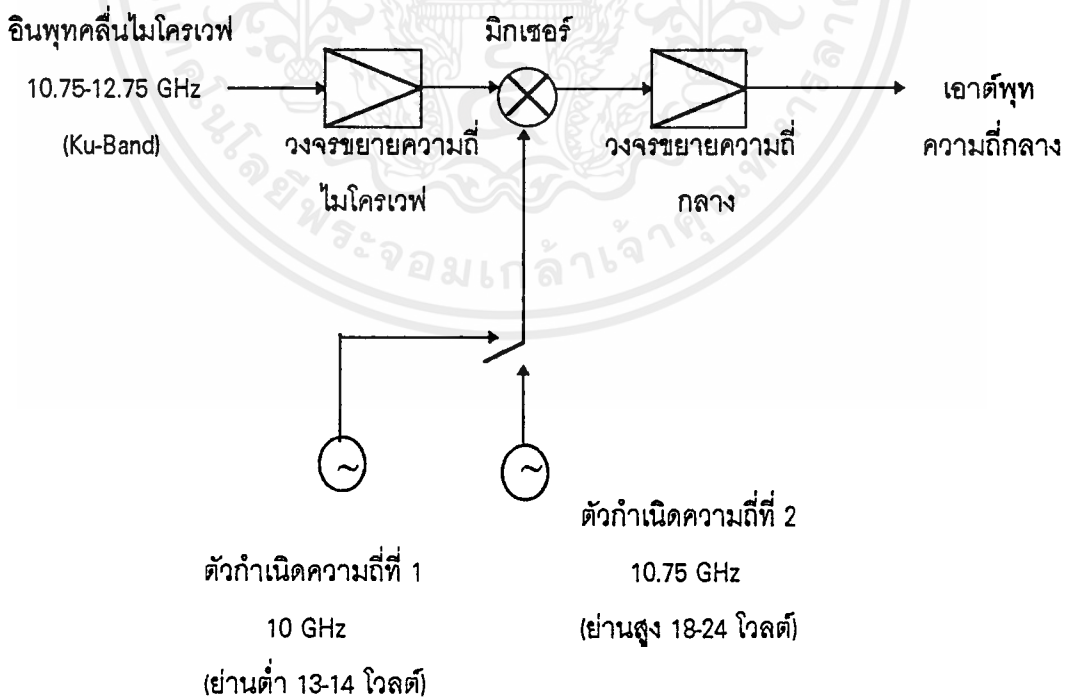 อินพุทคลื่นไมโครเวฟ
10.75-12.75 GHz
(Ku-Band)
วงจรขยายความถี่
ไมโครเวฟ
มิกเซอร์
วงจรขยายความถี่
กลาง
เอาต์พุท
ความถี่กลาง
~
~
ตัวกำเนิดความถี่ที่ 1
10 GHz
(ย่านต่ำ 13-14 โวลต์)
ตัวกำเนิดความถี่ที่ 2
10.75 GHz
(ย่านสูง 18-24 โวลต์)